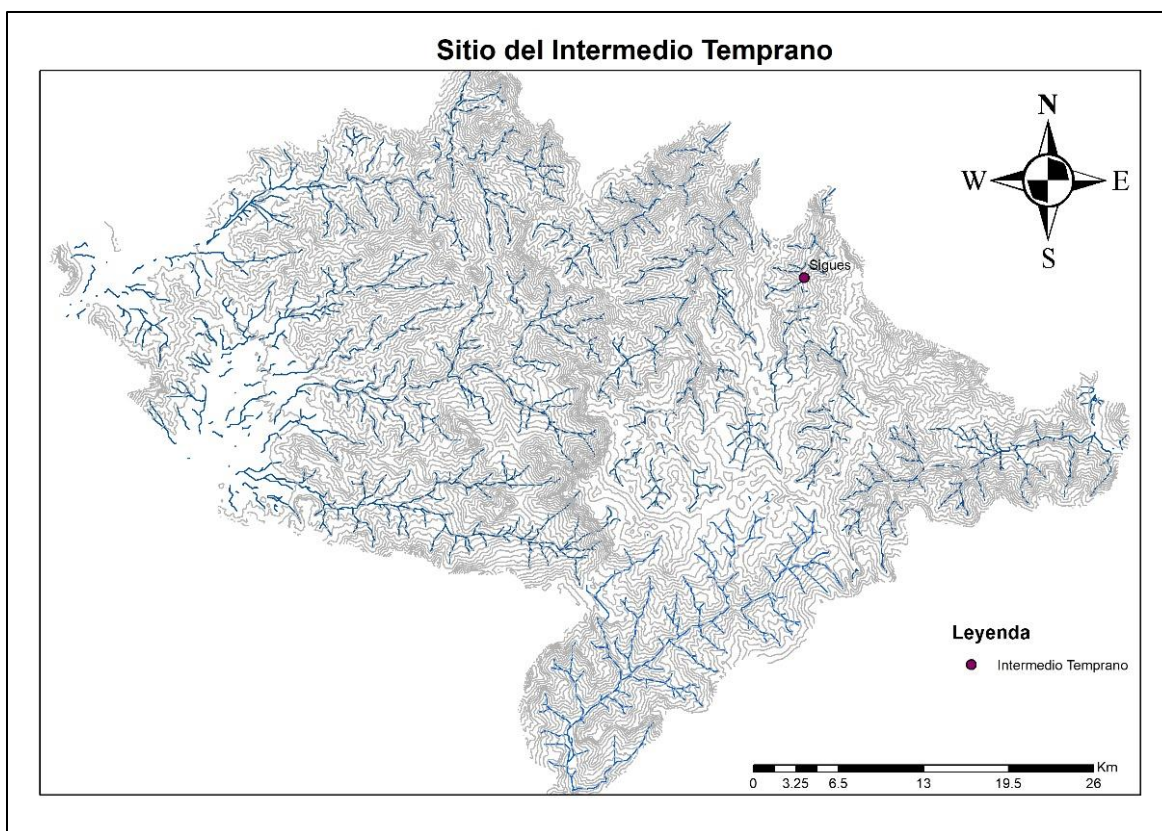 Sitio del Intermedio Temprano
N
W E
S
Sigues
Leyenda
Intermedio Temprano
Km
0 3.25 6.5 13 19.5 26